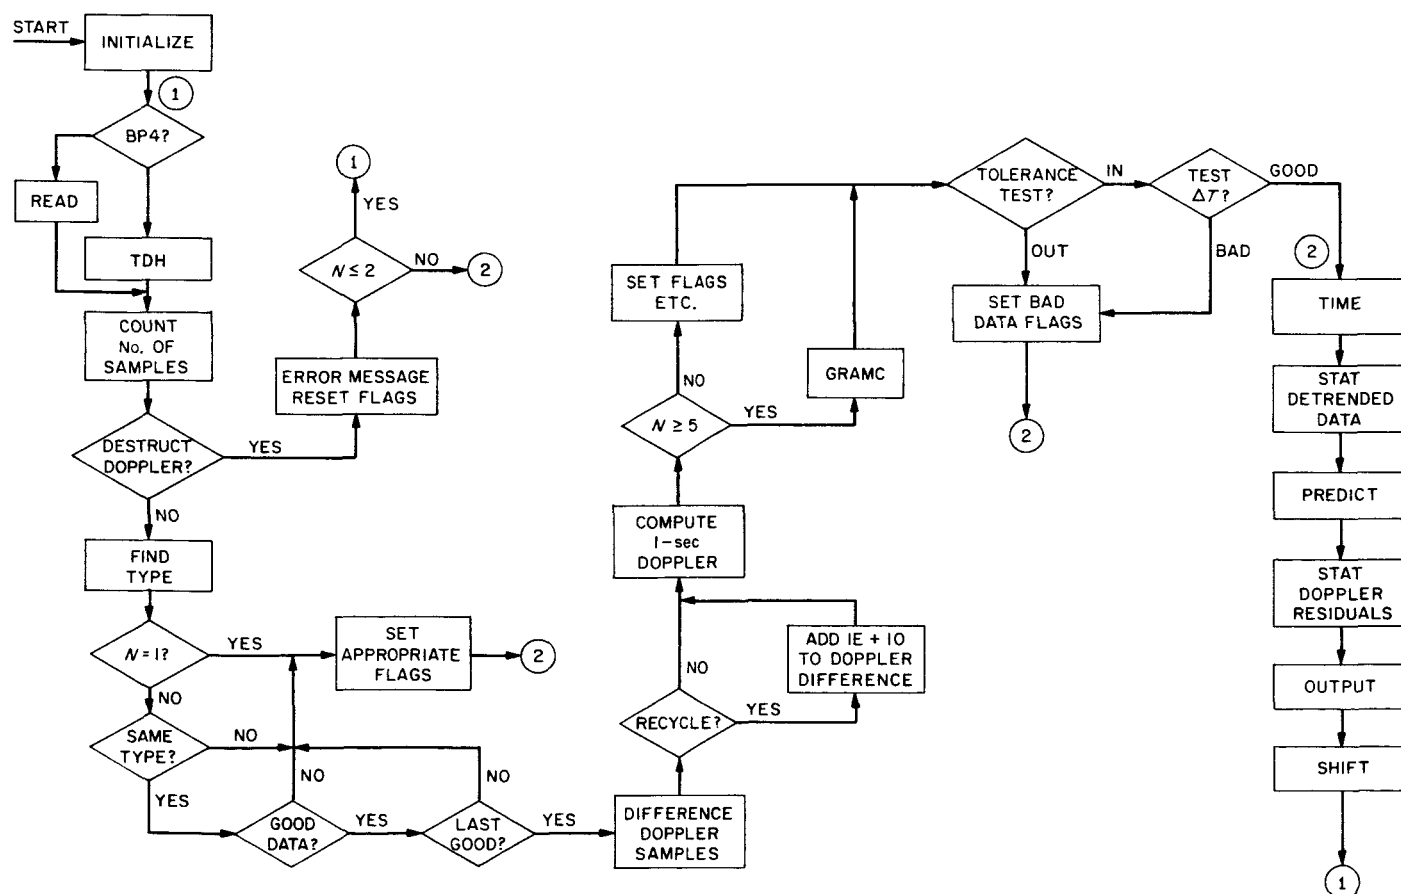 START
INITIALIZE
1
BP4?
READ
TDH
COUNT
No. OF
SAMPLES
DESTRUCT
DOPPLER?
YES
NO
ERROR MESSAGE
RESET FLAGS
N ≤ 2
YES
1
NO
2
FIND
TYPE
N = 1?
YES
NO
SET
APPROPRIATE
FLAGS
2
SAME
TYPE?
NO
YES
GOOD
DATA?
NO
YES
LAST
GOOD?
NO
YES
DIFFERENCE
DOPPLER
SAMPLES
RECYCLE?
YES
NO
ADD 1E + 10
TO DOPPLER
DIFFERENCE
COMPUTE
1-sec
DOPPLER
N ≥ 5
YES
NO
GRAMC
SET FLAGS
ETC.
TOLERANCE
TEST?
IN
OUT
TEST
ΔT?
GOOD
BAD
SET BAD
DATA FLAGS
2
2
TIME
STAT
DETRENDED
DATA
PREDICT
STAT
DOPPLER
RESIDUALS
OUTPUT
SHIFT
1